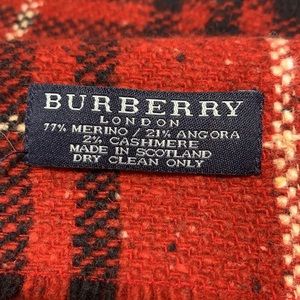 BURBERRY
LONDON
77% MERINO / 21% ANGORA
2% CASHMERE
MADE IN SCOTLAND
DRY CLEAN ONLY